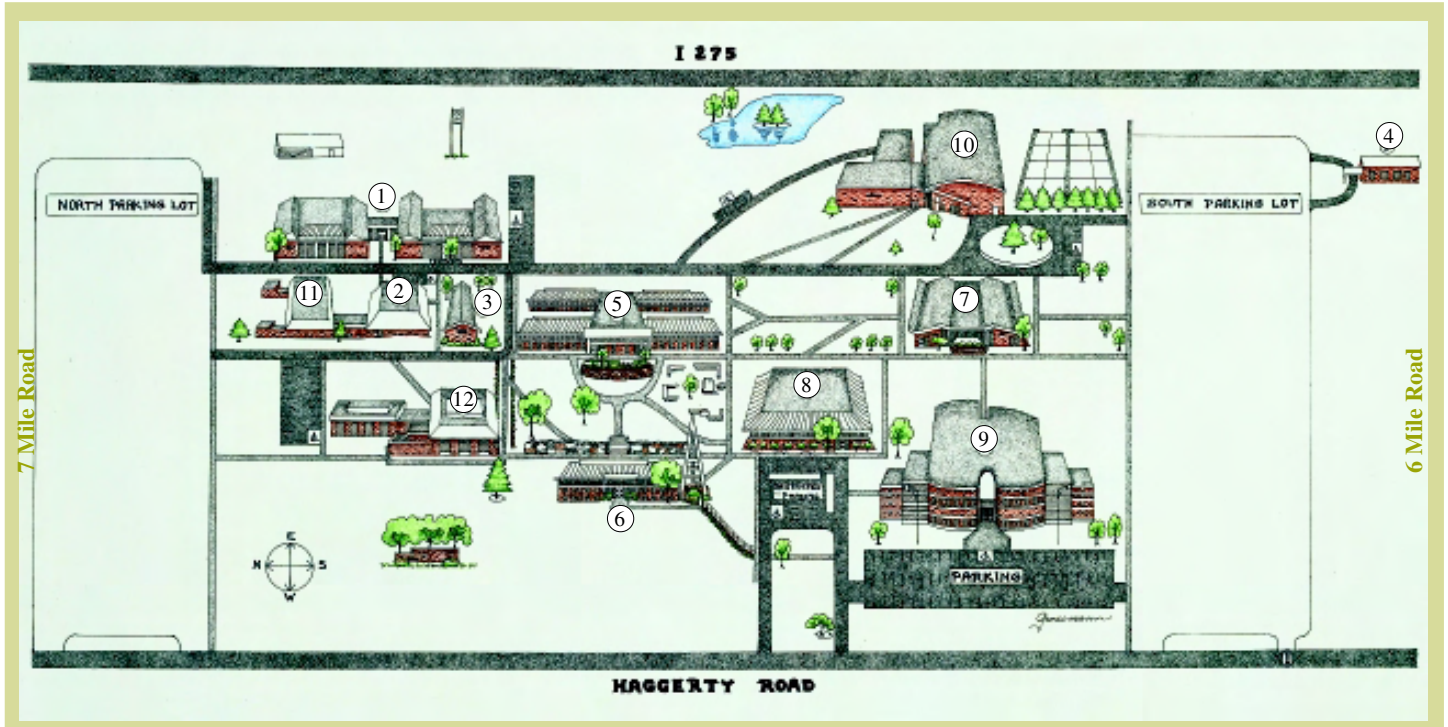 I 275
4
10
1
NORTH PARKING LOT
SOUTH PARKING LOT
11
2
3
5
7
12
8
9
7 Mile Road
6 Mile Road
6
E
N S
W
PARKING
HAGGERTY ROAD